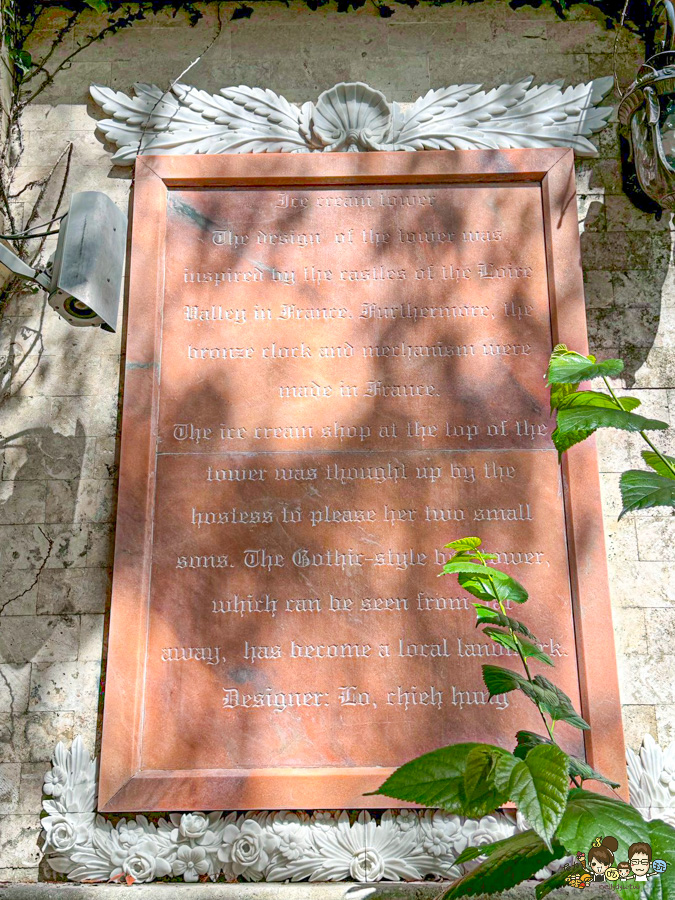 Ice cream tower
The design of the tower was
inspired by the castles of the Loire
Valley in France. Furthermore, the
bronze clock and mechanism were
made in France.
The ice cream shop at the top of the
tower was thought up by the
hostess to please her two small
sons. The Gothic-style
which can be seen from
away, has become a local
Designer: Lo, chieh hung